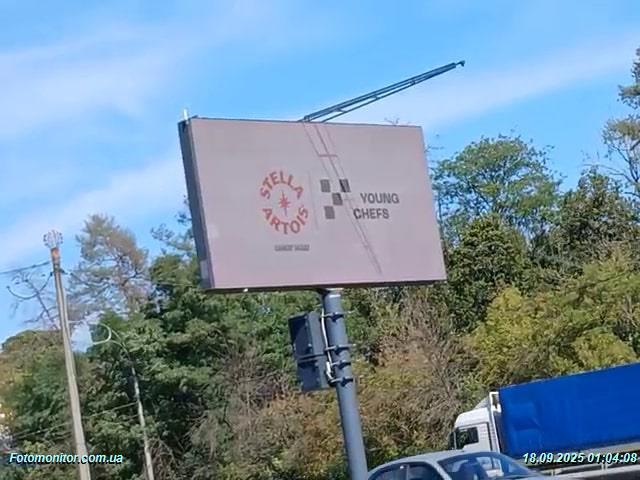 STELLA
ARTOIS
YOUNG
CHEFS
Fotomonitor.com.ua
18.09.2025 01:04:08